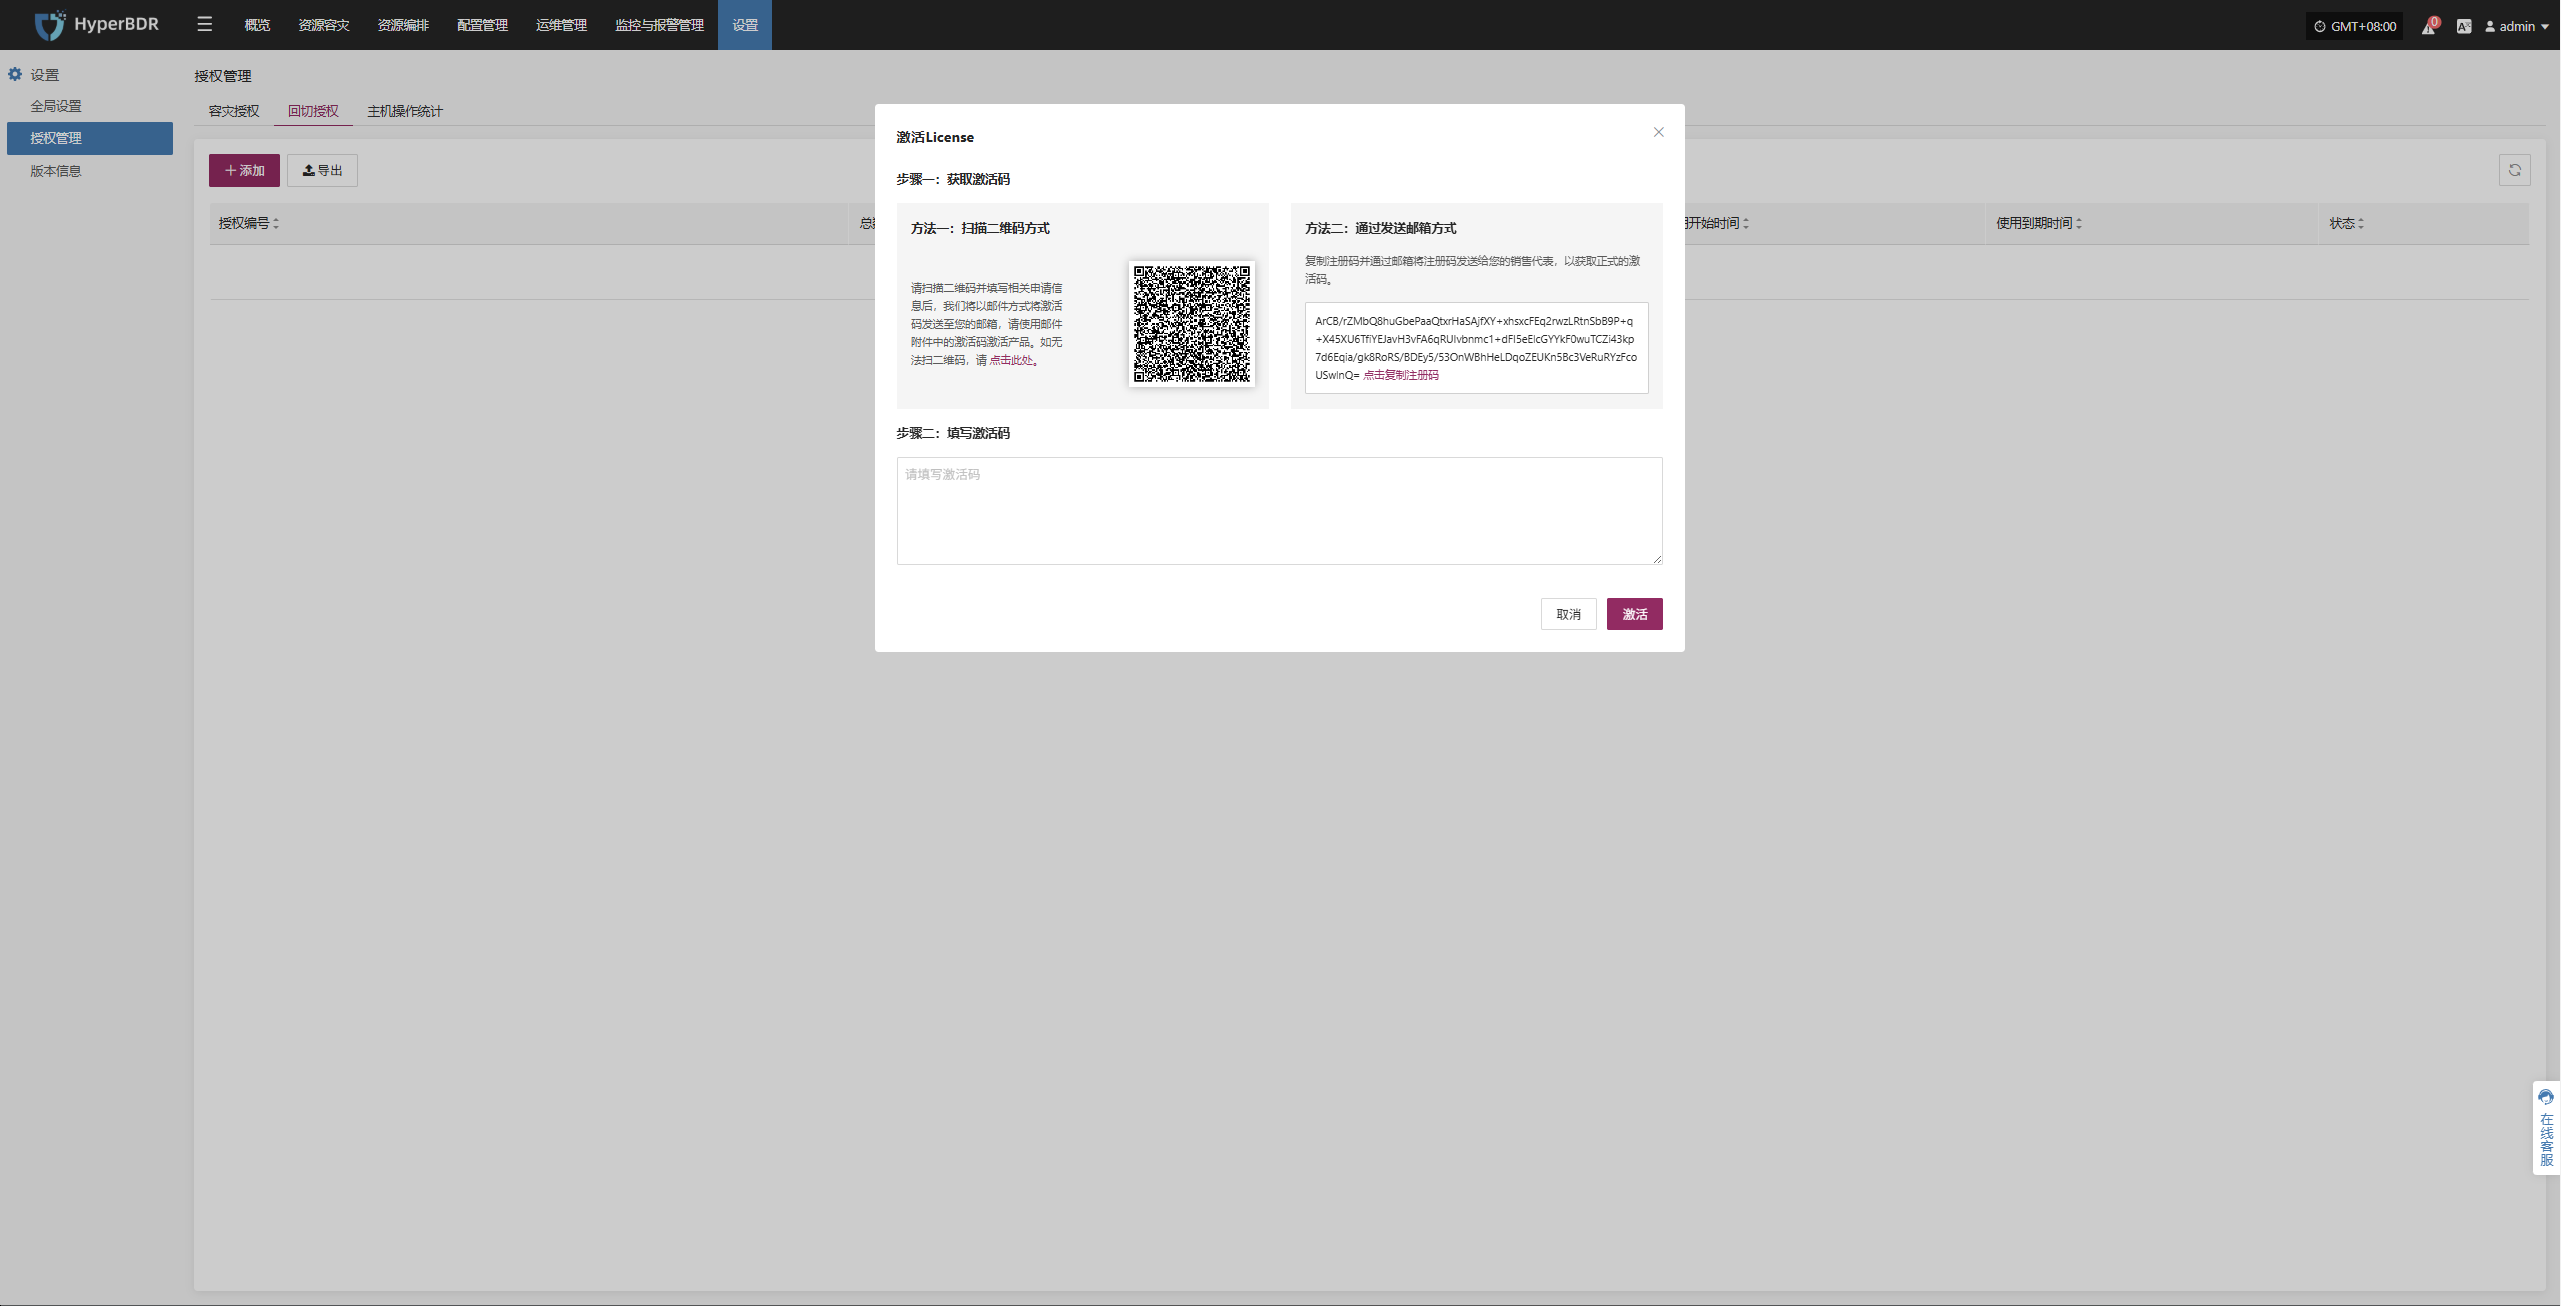 HyperBDR
概览 资源容灾 资源编排 配置管理 运维管理 监控与报警管理 设置
GMT+08:00 0 admin
设置
全局设置
授权管理
版本信息
授权管理
容灾授权 回切授权 主机操作统计
添加 导出
授权编号 开始时间 使用到期时间 状态
激活License
步骤一：获取激活码
方法一：扫描二维码方式
请扫描二维码并填写相关申请信
息后，我们将以邮件方式将激活
码发送至您的邮箱，请使用邮件
附件中的激活码激活产品。如无
法扫二维码，请 点击此处。
方法二：通过发送邮箱方式
复制注册码并通过邮箱将注册码发送给您的销售代表，以获取正式的激
活码。
ArCB/rZMbQ8huGbePaaQtxrHaSAjfXY+xhsxcFEq2rwzLRtnSbB9P+q
7d6Eqia/gk8RoRS/BDEy5/53OnWBhHeLDqoZEUKn5Bc3VeRuRYzFco
点击复制注册码
步骤二：填写激活码
请填写激活码
取消 激活
在线客服